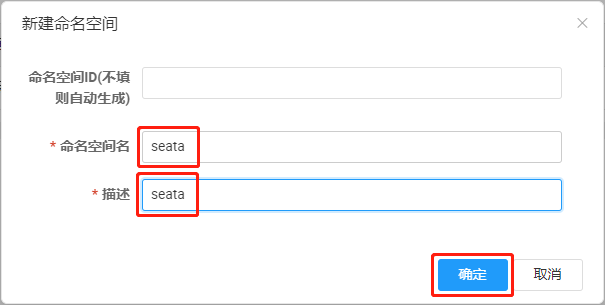 新建命名空间
命名空间ID(不填
则自动生成)
* 命名空间名
seata
* 描述
seata
确定
取消